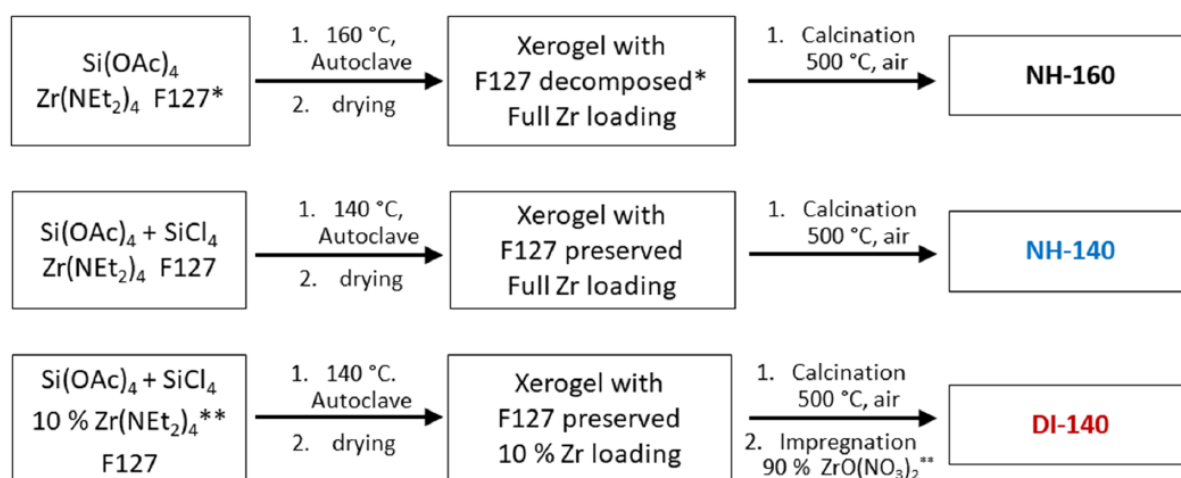 Si(OAc)₄
Zr(NEt₂)₄ F127*
1. 160 °C,
Autoclave
2. drying
Xerogel with
F127 decomposed*
Full Zr loading
1. Calcination
500 °C, air
NH-160
Si(OAc)₄ + SiCl₄
Zr(NEt₂)₄ F127
1. 140 °C,
Autoclave
2. drying
Xerogel with
F127 preserved
Full Zr loading
1. Calcination
500 °C, air
NH-140
Si(OAc)₄ + SiCl₄
10 % Zr(NEt₂)₄**
F127
1. 140 °C.
Autoclave
2. drying
Xerogel with
F127 preserved
10 % Zr loading
1. Calcination
500 °C, air
2. Impregnation
90 % ZrO(NO₃)₂**
DI-140